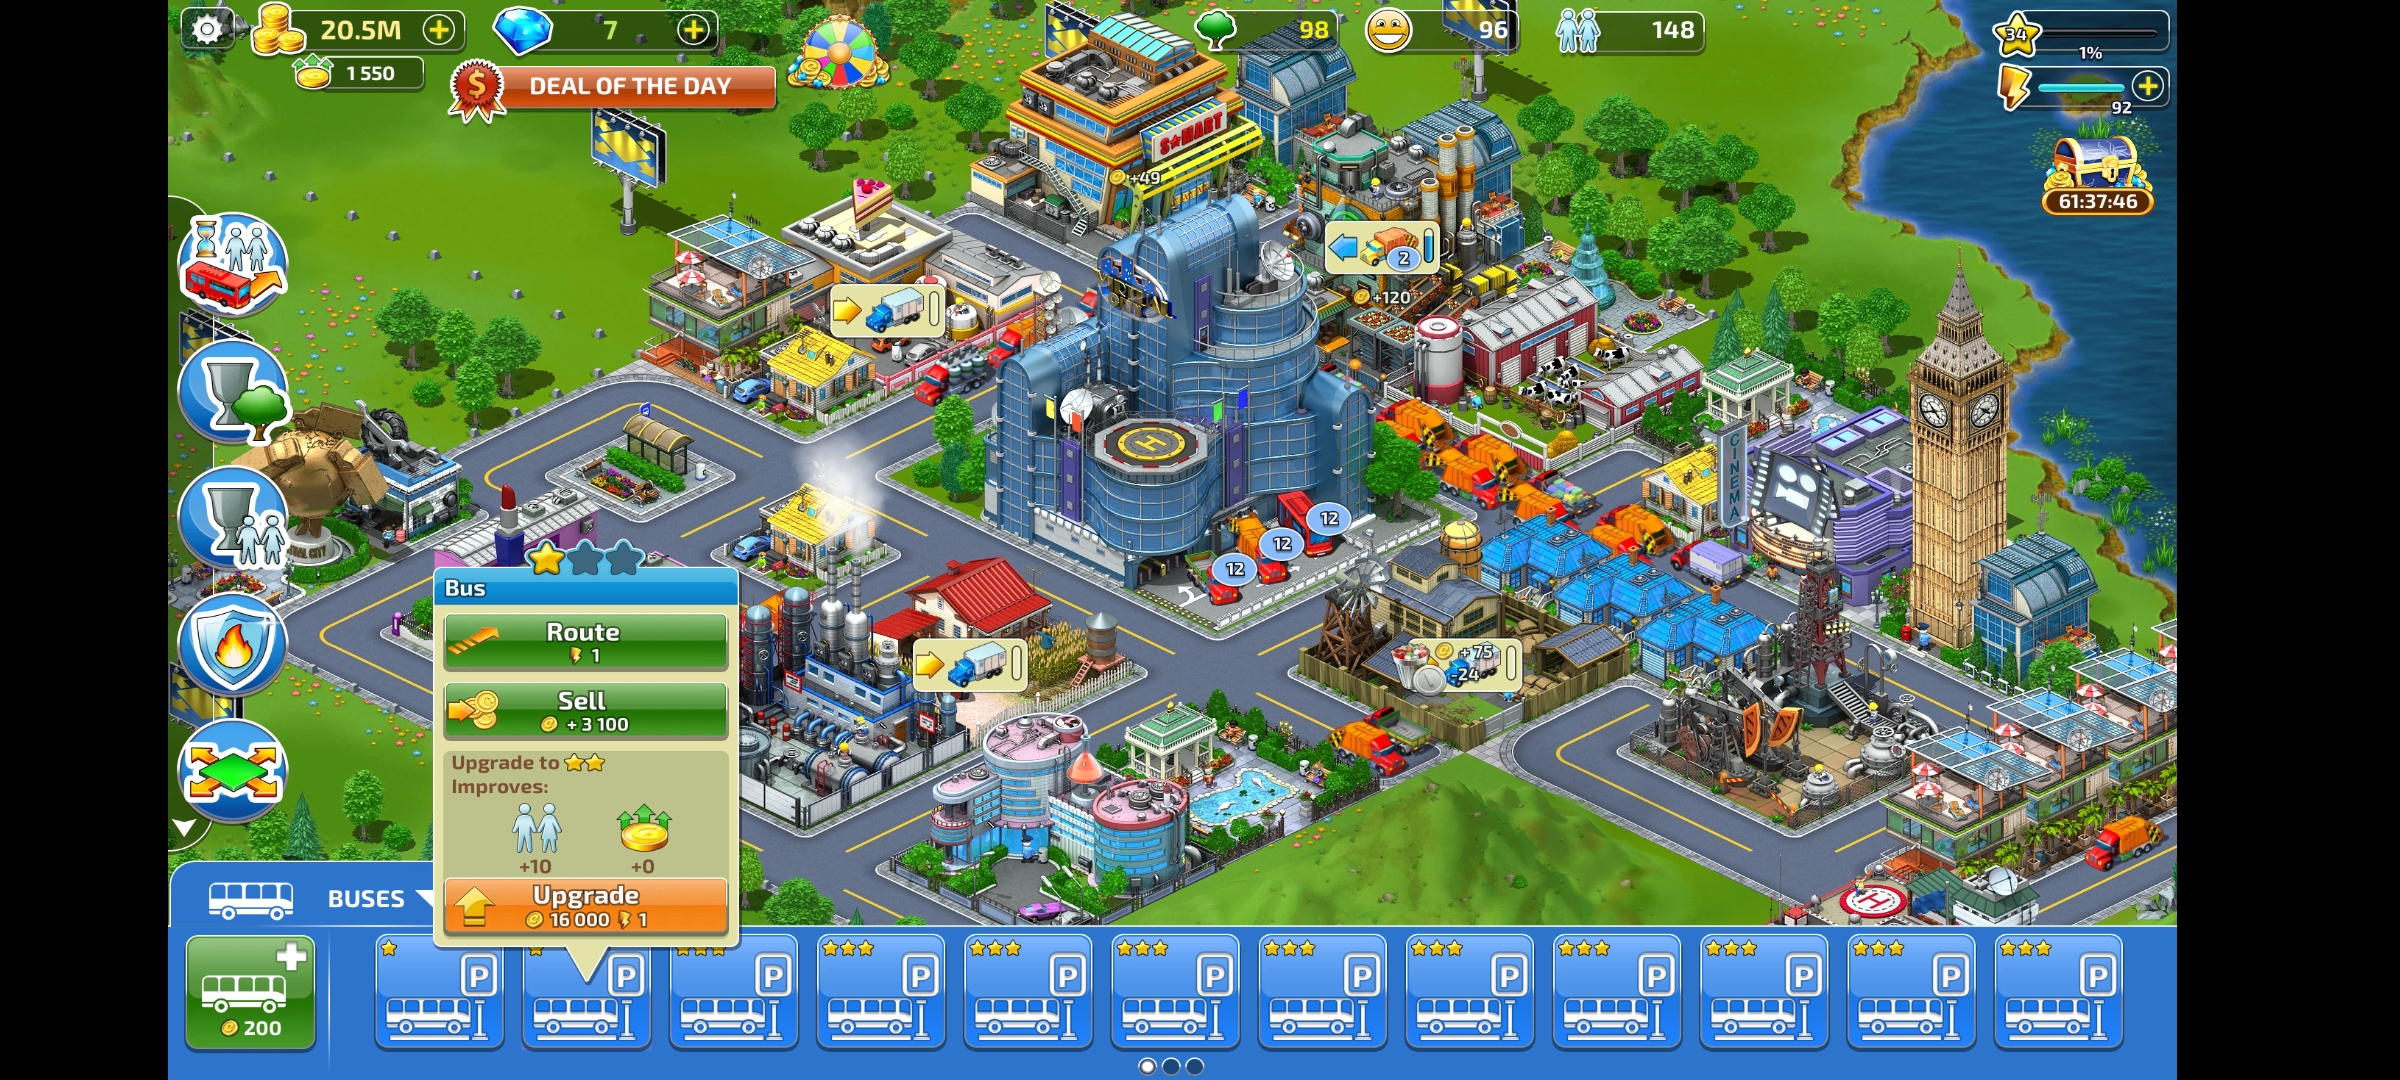 20.5M
7
98
96
148
34
1%
1 550
DEAL OF THE DAY
92
61:37:46
S★MART
+49
2
+120
CINEMA
12
12
12
+75
-24
Bus
Route
1
Sell
+ 3 100
Upgrade to
Improves:
+10
+0
Upgrade
16 000 1
BUSES
200
P
P
P
P
P
P
P
P
P
P
P
P
H
H